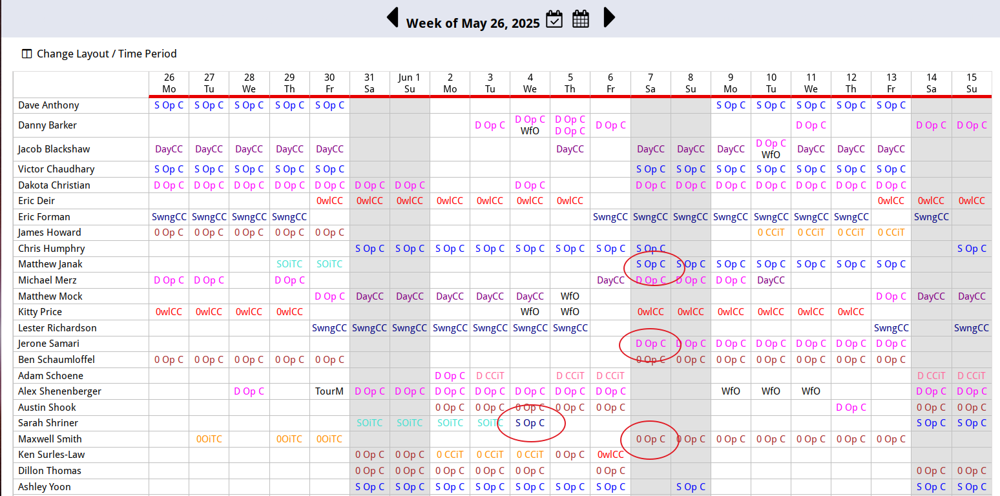 Week of May 26, 2025
Change Layout / Time Period
26 27 28 29 30 31 Jun 1 2 3 4 5 6 7 8 9 10 11 12 13 14 15
Mo Tu We Th Fr Sa Su Mo Tu We Th Fr Sa Su Mo Tu We Th Fr Sa Su
Dave Anthony S Op C S Op C S Op C S Op C S Op C S Op C S Op C S Op C S Op C S Op C
Danny Barker D Op C D Op C D Op C D Op C D Op C D Op C D Op C
WfO D Op C
Jacob Blackshaw DayCC DayCC DayCC DayCC DayCC DayCC DayCC DayCC DayCC D Op C DayCC DayCC DayCC
WfO
Victor Chaudhary S Op C S Op C S Op C S Op C S Op C S Op C S Op C S Op C S Op C S Op C S Op C S Op C
Dakota Christian D Op C D Op C D Op C D Op C D Op C D Op C D Op C D Op C D Op C D Op C D Op C D Op C D Op C D Op C D Op C
Eric Deir 0wlCC 0wlCC 0wlCC 0wlCC 0wlCC 0wlCC 0wlCC 0wlCC 0wlCC 0wlCC
Eric Forman SwngCC SwngCC SwngCC SwngCC SwngCC SwngCC SwngCC SwngCC SwngCC SwngCC SwngCC SwngCC
James Howard 0 Op C 0 Op C 0 Op C 0 Op C 0 Op C 0 CCiT 0 CCiT 0 CCiT 0 CCiT
Chris Humphry S Op C S Op C S Op C S Op C S Op C S Op C S Op C S Op C S Op C
Matthew Janak SOiTC SOiTC S Op C S Op C S Op C S Op C S Op C S Op C S Op C
Michael Merz D Op C D Op C D Op C DayCC D Op C D Op C D Op C DayCC
Matthew Mock D Op C DayCC DayCC DayCC DayCC DayCC WfO D Op C DayCC DayCC
Kitty Price 0wlCC 0wlCC 0wlCC 0wlCC WfO WfO 0wlCC 0wlCC 0wlCC 0wlCC 0wlCC 0wlCC
Lester Richardson SwngCC SwngCC SwngCC SwngCC SwngCC SwngCC SwngCC SwngCC SwngCC
Jerone Samari D Op C D Op C D Op C D Op C D Op C D Op C D Op C
Ben Schaumloffel 0 Op C 0 Op C 0 Op C 0 Op C 0 Op C 0 Op C 0 Op C 0 Op C 0 Op C 0 Op C 0 Op C 0 Op C
Adam Schoene D Op C D CCiT D CCiT D CCiT D CCiT D CCiT
Alex Shenenberger D Op C TourM D Op C D Op C D Op C D Op C D Op C D Op C D Op C WfO WfO WfO D Op C D Op C
Austin Shook 0 Op C 0 Op C 0 Op C 0 Op C 0 Op C D Op C 0 Op C 0 Op C
Sarah Shriner SOiTC SOiTC SOiTC SOiTC S Op C S Op C S Op C
Maxwell Smith 0OiTC 0OiTC 0OiTC 0 Op C 0 Op C 0 Op C 0 Op C 0 Op C 0 Op C 0 Op C
Ken Surles-Law 0 Op C 0 Op C 0 CCiT 0 CCiT 0 CCiT 0 Op C 0wlCC
Dillon Thomas 0 Op C 0 Op C 0 Op C 0 Op C 0 Op C 0 Op C 0 Op C 0 Op C
Ashley Yoon S Op C S Op C S Op C S Op C S Op C S Op C S Op C S Op C S Op C S Op C